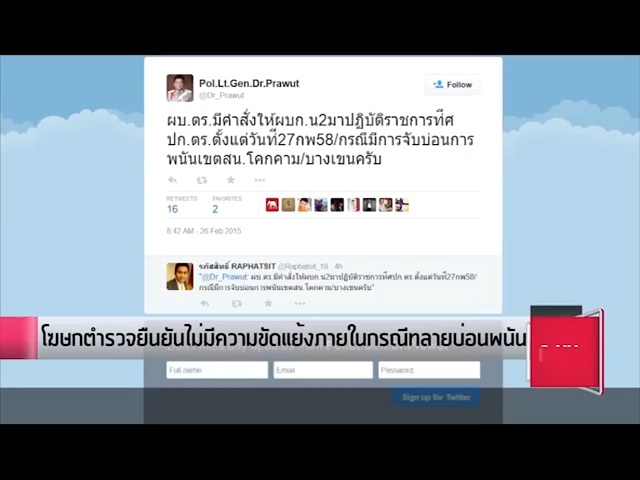 Pol.Lt.Gen.Dr.Prawut
@Dr_Prawut
Follow
ผบ.ตร.มีคำสั่งให้ผบก.น2มาปฏิบัติราชการที่ศ
ปก.ตร.ตั้งแต่วันที่27กพ58/กรณีมีการจับบ่อนการ
พนันเขตสน.โคกคาม/บางเขนครับ
RETWEETS
FAVORITES
16
2
8:42 AM - 26 Feb 2015
รภัสสิทธิ์ RAPHATSIT @Raphatsit_19 4h
"@Dr_Prawut: ผบ.ตร.มีคำสั่งให้ผบก.น2มาปฏิบัติราชการที่ศปก.ตร.ตั้งแต่วันที่27กพ58/
กรณีมีการจับบ่อนการพนันเขตสน.โคกคาม/บางเขนครับ"
โฆษกตำรวจยืนยันไม่มีความขัดแย้งภายในกรณีทลายบ่อนพนัน
Full name
Email
Password
Sign up for Twitter